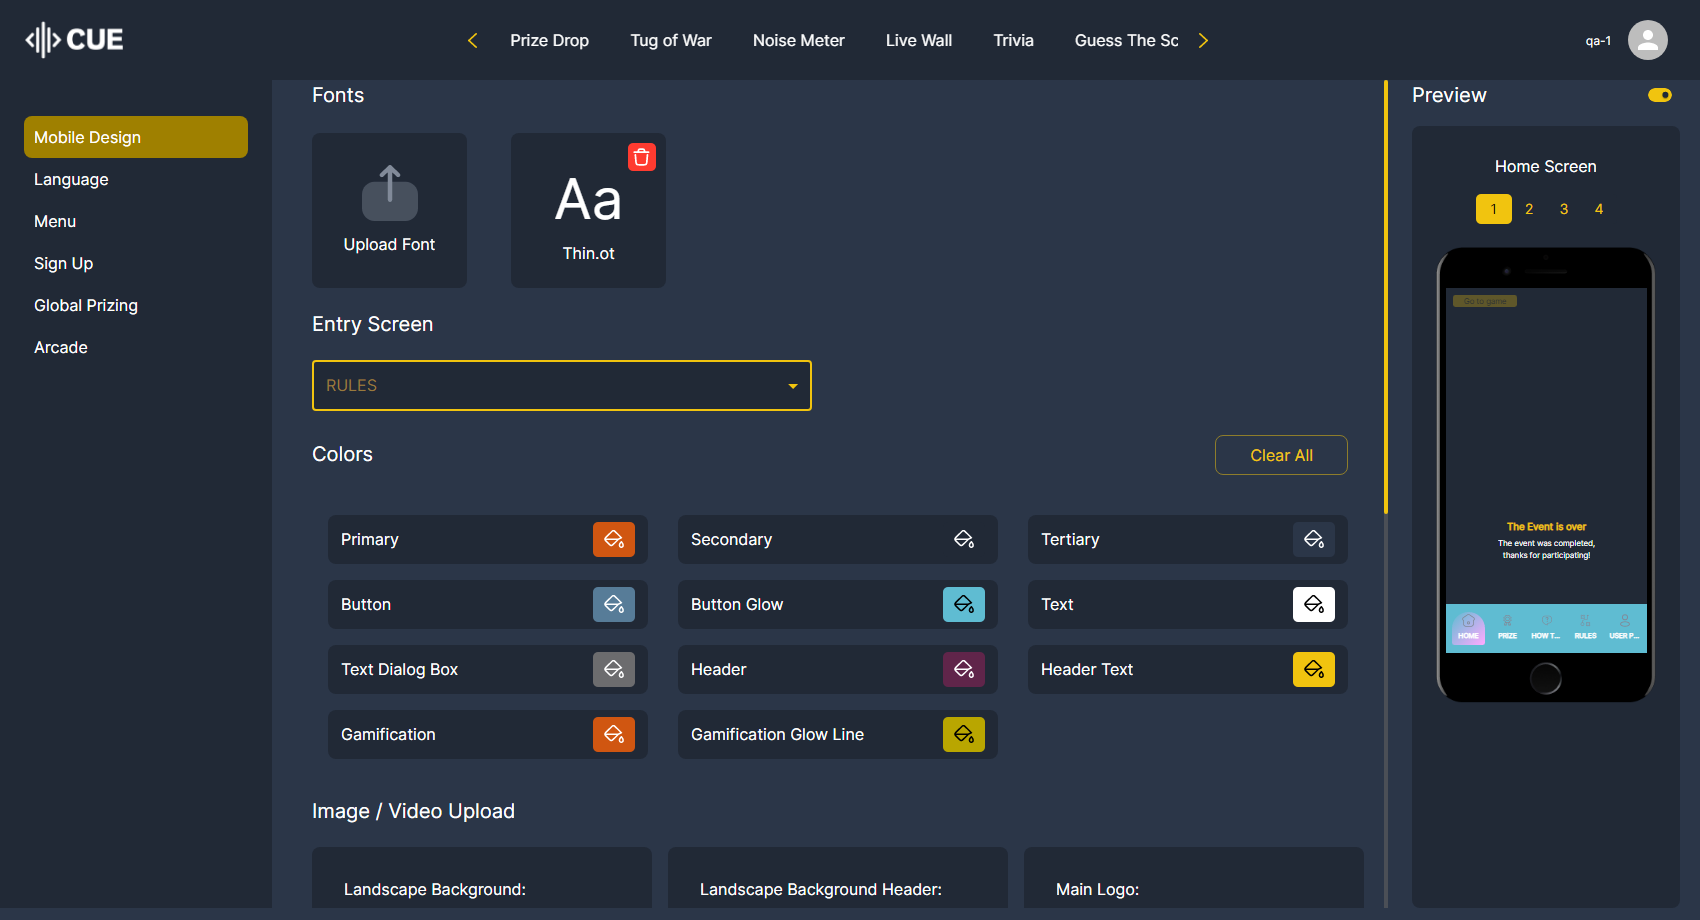 CUE
Prize Drop
Tug of War
Noise Meter
Live Wall
Trivia
Guess The Sc
qa-1
Mobile Design
Language
Menu
Sign Up
Global Prizing
Arcade
Fonts
Upload Font
Aa
Thin.ot
Entry Screen
RULES
Colors
Clear All
Primary
Secondary
Tertiary
Button
Button Glow
Text
Text Dialog Box
Header
Header Text
Gamification
Gamification Glow Line
Image / Video Upload
Landscape Background:
Landscape Background Header:
Main Logo:
Preview
Home Screen
1 2 3 4
Go to game
The Event is over
The event was completed,
thanks for participating!
HOME
PRIZE
HOW T...
RULES
USER P...